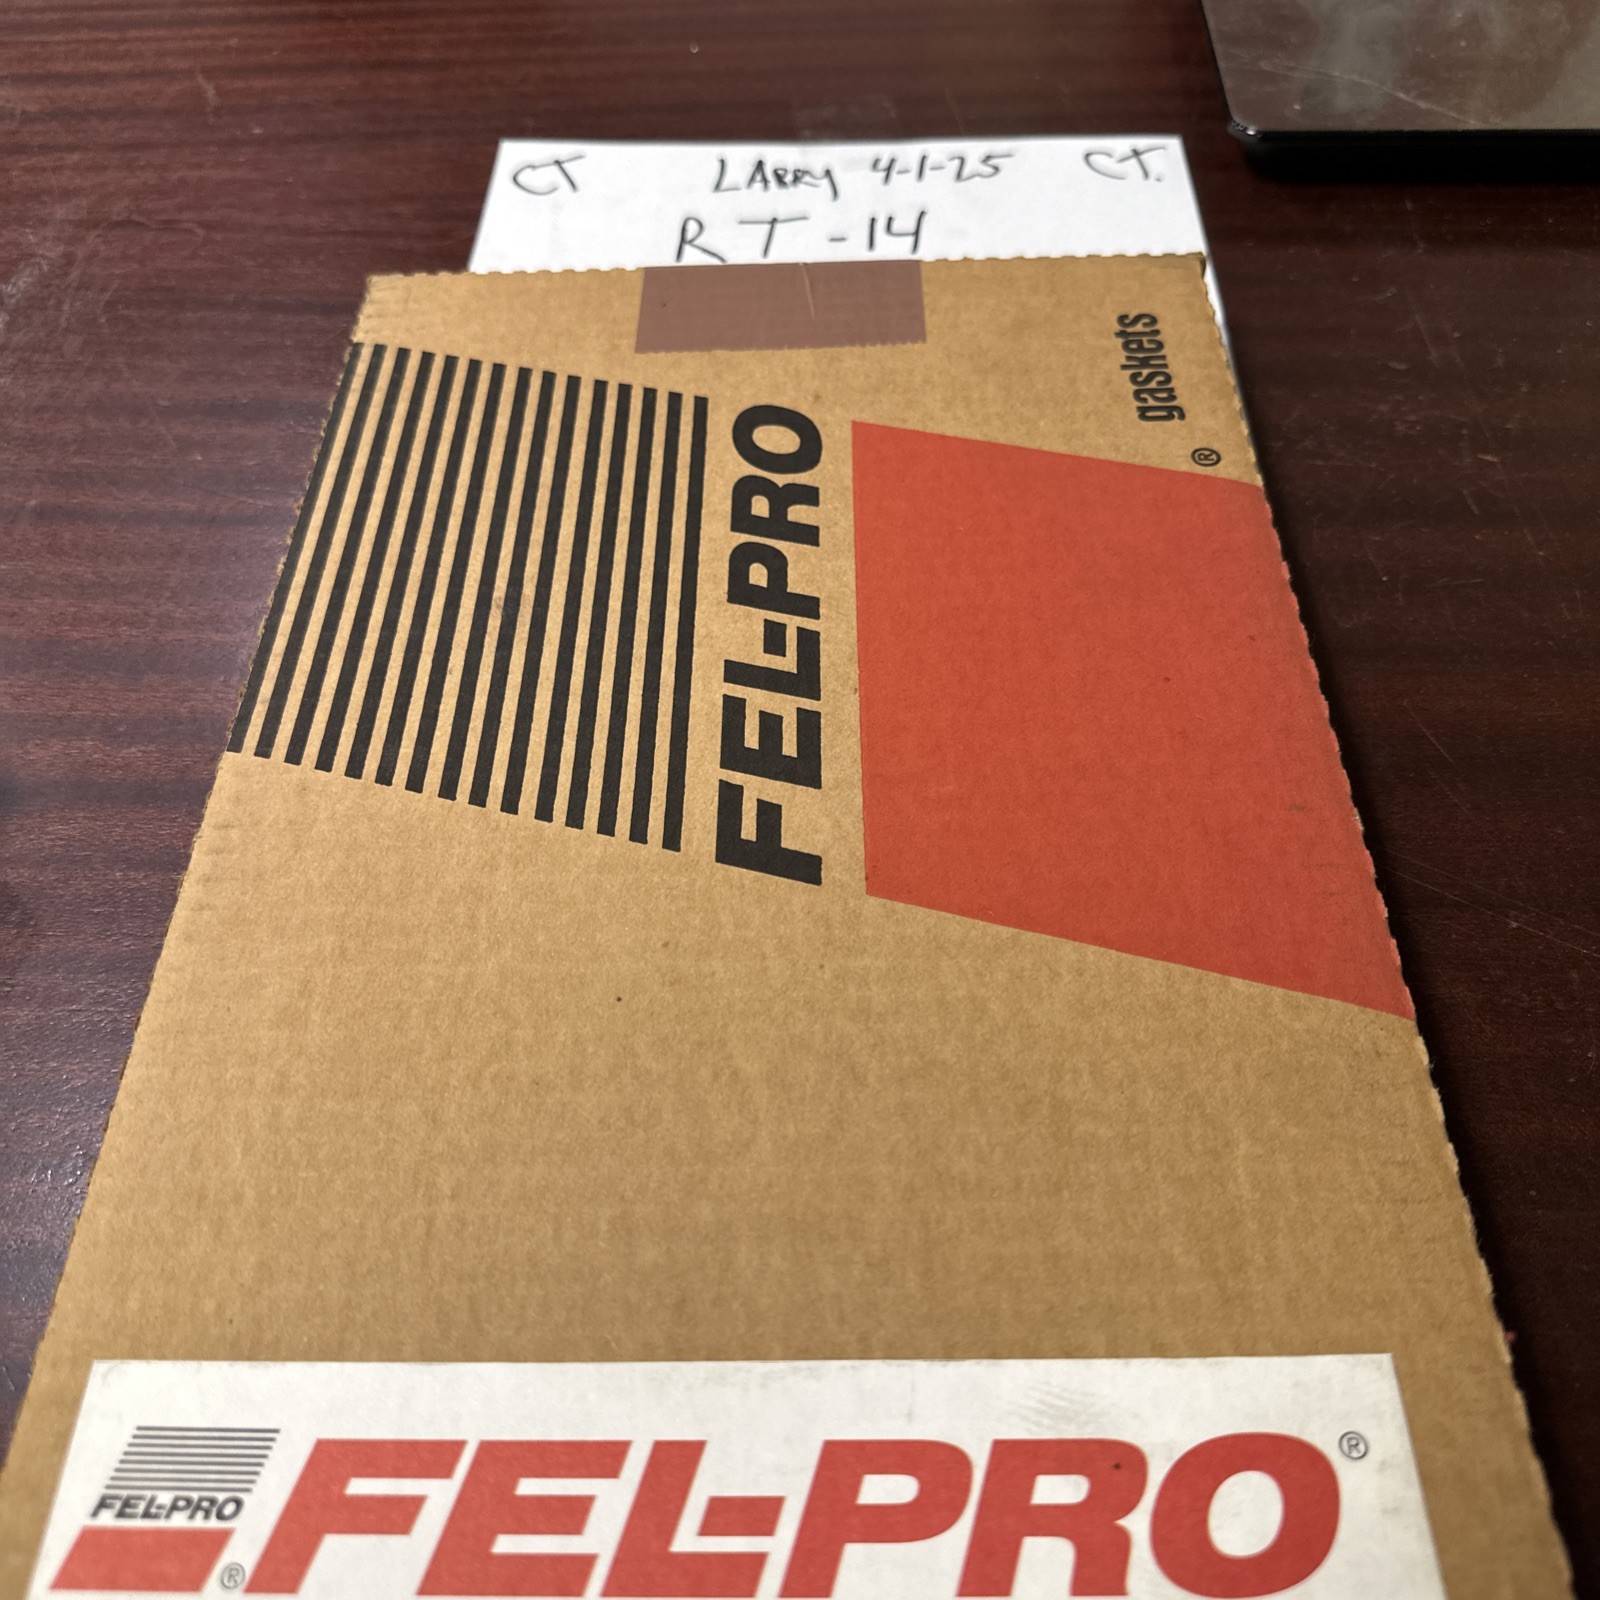 CT LARRY 4-1-25 CT.
RT-14
FEL-PRO
® gaskets
FEL-PRO ®
FEL-PRO®